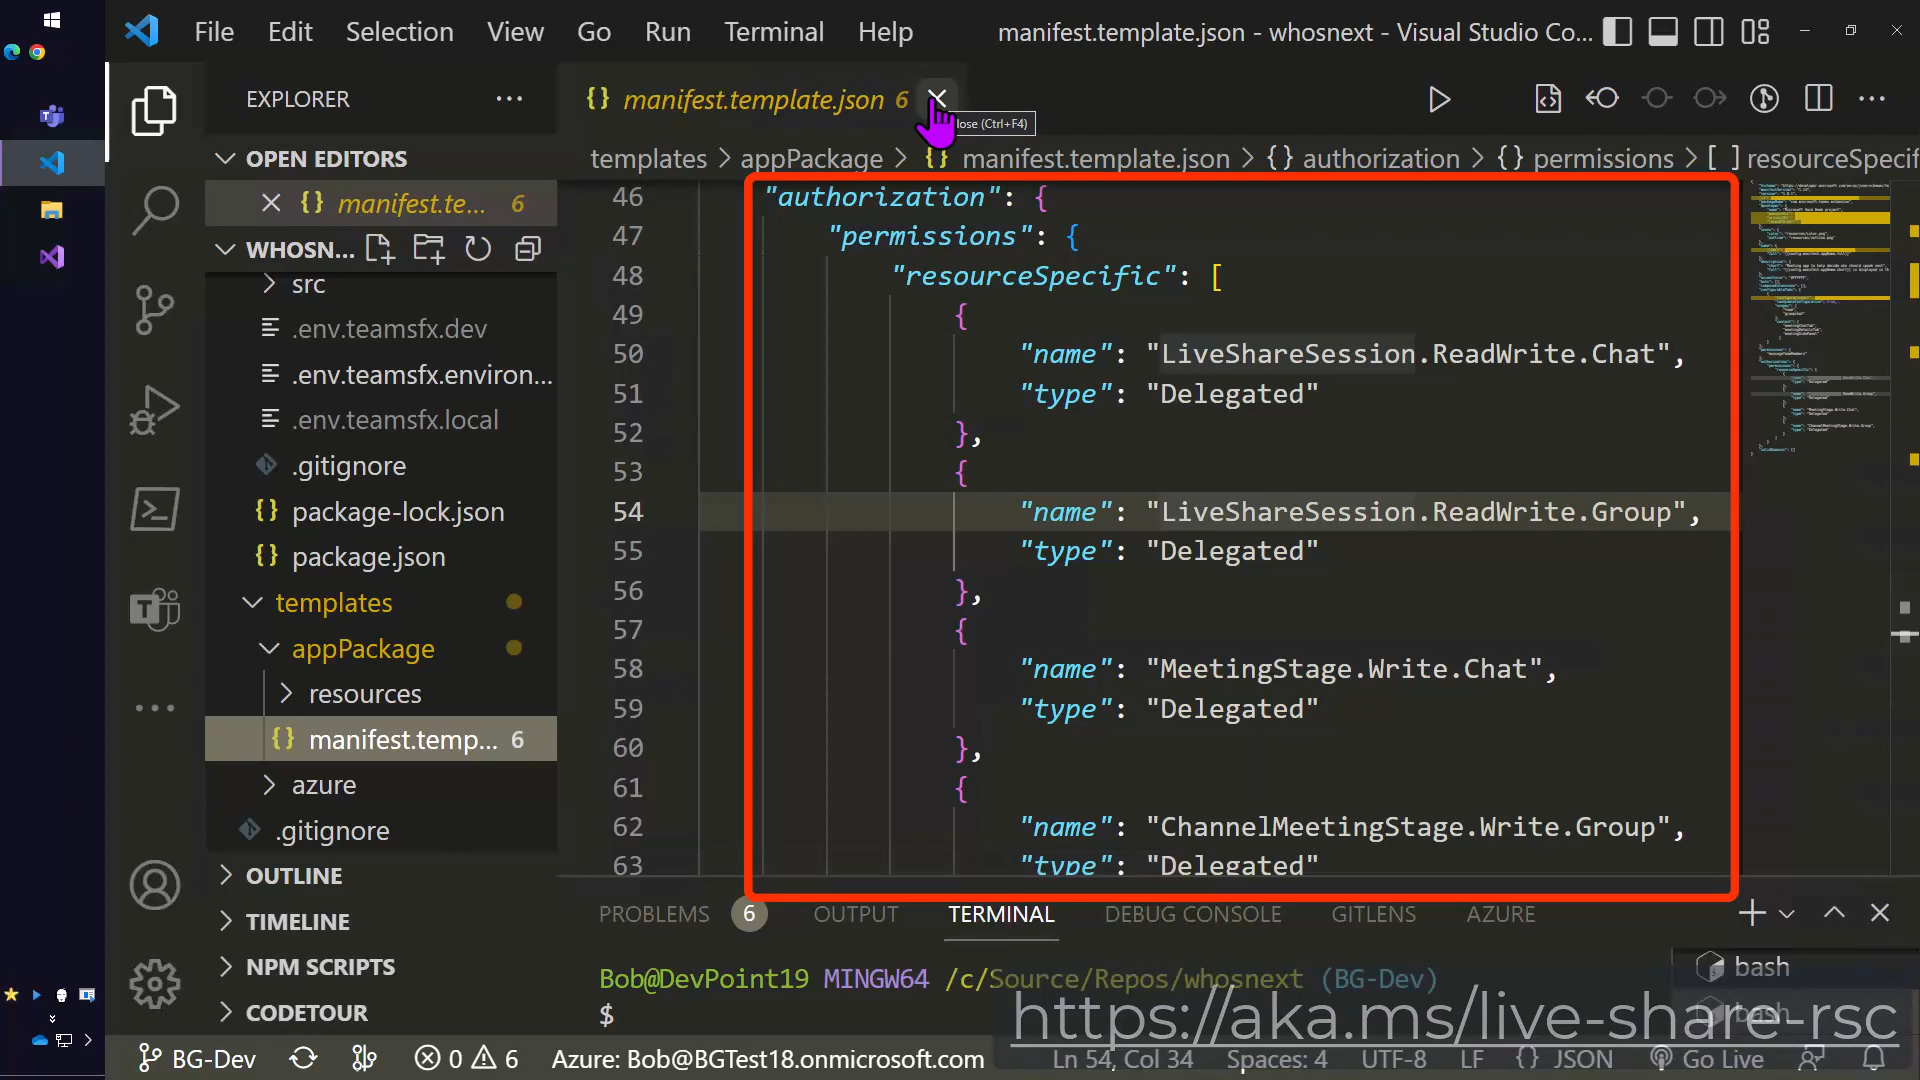 File Edit Selection View Go Run Terminal Help manifest.template.json - whosnext - Visual Studio Co...
EXPLORER
manifest.template.json 6
lose (Ctrl+F4)
OPEN EDITORS
manifest.te... 6
WHOSN...
src
.env.teamsfx.dev
.env.teamsfx.environ...
.env.teamsfx.local
.gitignore
package-lock.json
package.json
templates
appPackage
resources
manifest.temp... 6
azure
.gitignore
OUTLINE
TIMELINE
NPM SCRIPTS
CODETOUR
templates > appPackage > {} manifest.template.json > {} authorization > {} permissions > [ ] resourceSpecif
46 "authorization": {
47 "permissions": {
48 "resourceSpecific": [
49 {
50 "name": "LiveShareSession.ReadWrite.Chat",
51 "type": "Delegated"
52 },
53 {
54 "name": "LiveShareSession.ReadWrite.Group",
55 "type": "Delegated"
56 },
57 {
58 "name": "MeetingStage.Write.Chat",
59 "type": "Delegated"
60 },
61 {
62 "name": "ChannelMeetingStage.Write.Group",
63 "type": "Delegated"
PROBLEMS 6 OUTPUT TERMINAL DEBUG CONSOLE GITLENS AZURE
Bob@DevPoint19 MINGW64 /c/Source/Repos/whosnext (BG-Dev)
$
bash
bash
https://aka.ms/live-share-rsc
BG-Dev 0 6 Azure: Bob@BGTest18.onmicrosoft.com Ln 54, Col 34 Spaces: 4 UTF-8 LF {} JSON Go Live